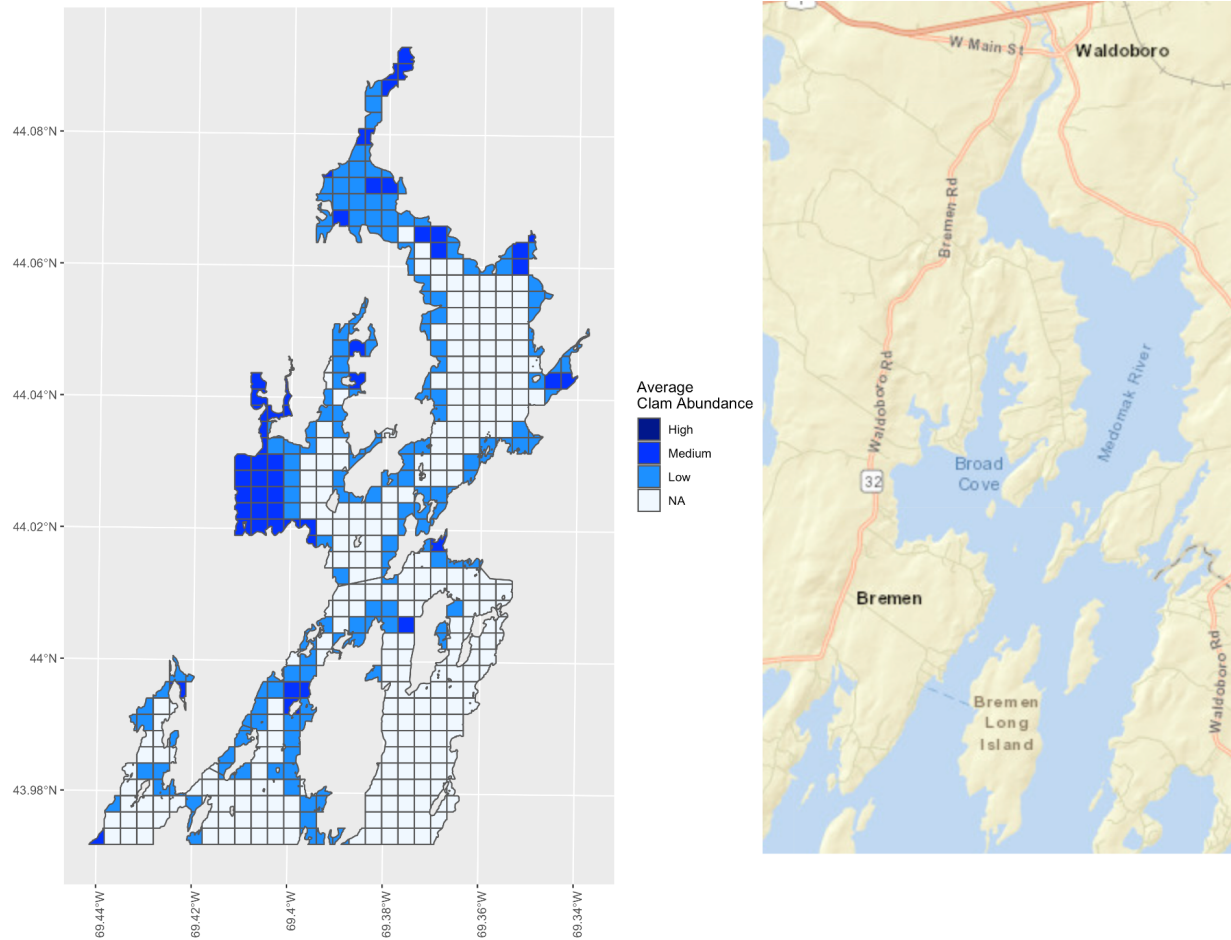 44.08°N
44.06°N
44.04°N
44.02°N
44°N
43.98°N
69.44°W
69.42°W
69.4°W
69.38°W
69.36°W
69.34°W
Average
Clam Abundance
High
Medium
Low
NA
W Main St
Waldoboro
Bremen Rd
Waldoboro Rd
Medomak River
Broad
Cove
32
Bremen
Bremen
Long
Island
Waldoboro Rd